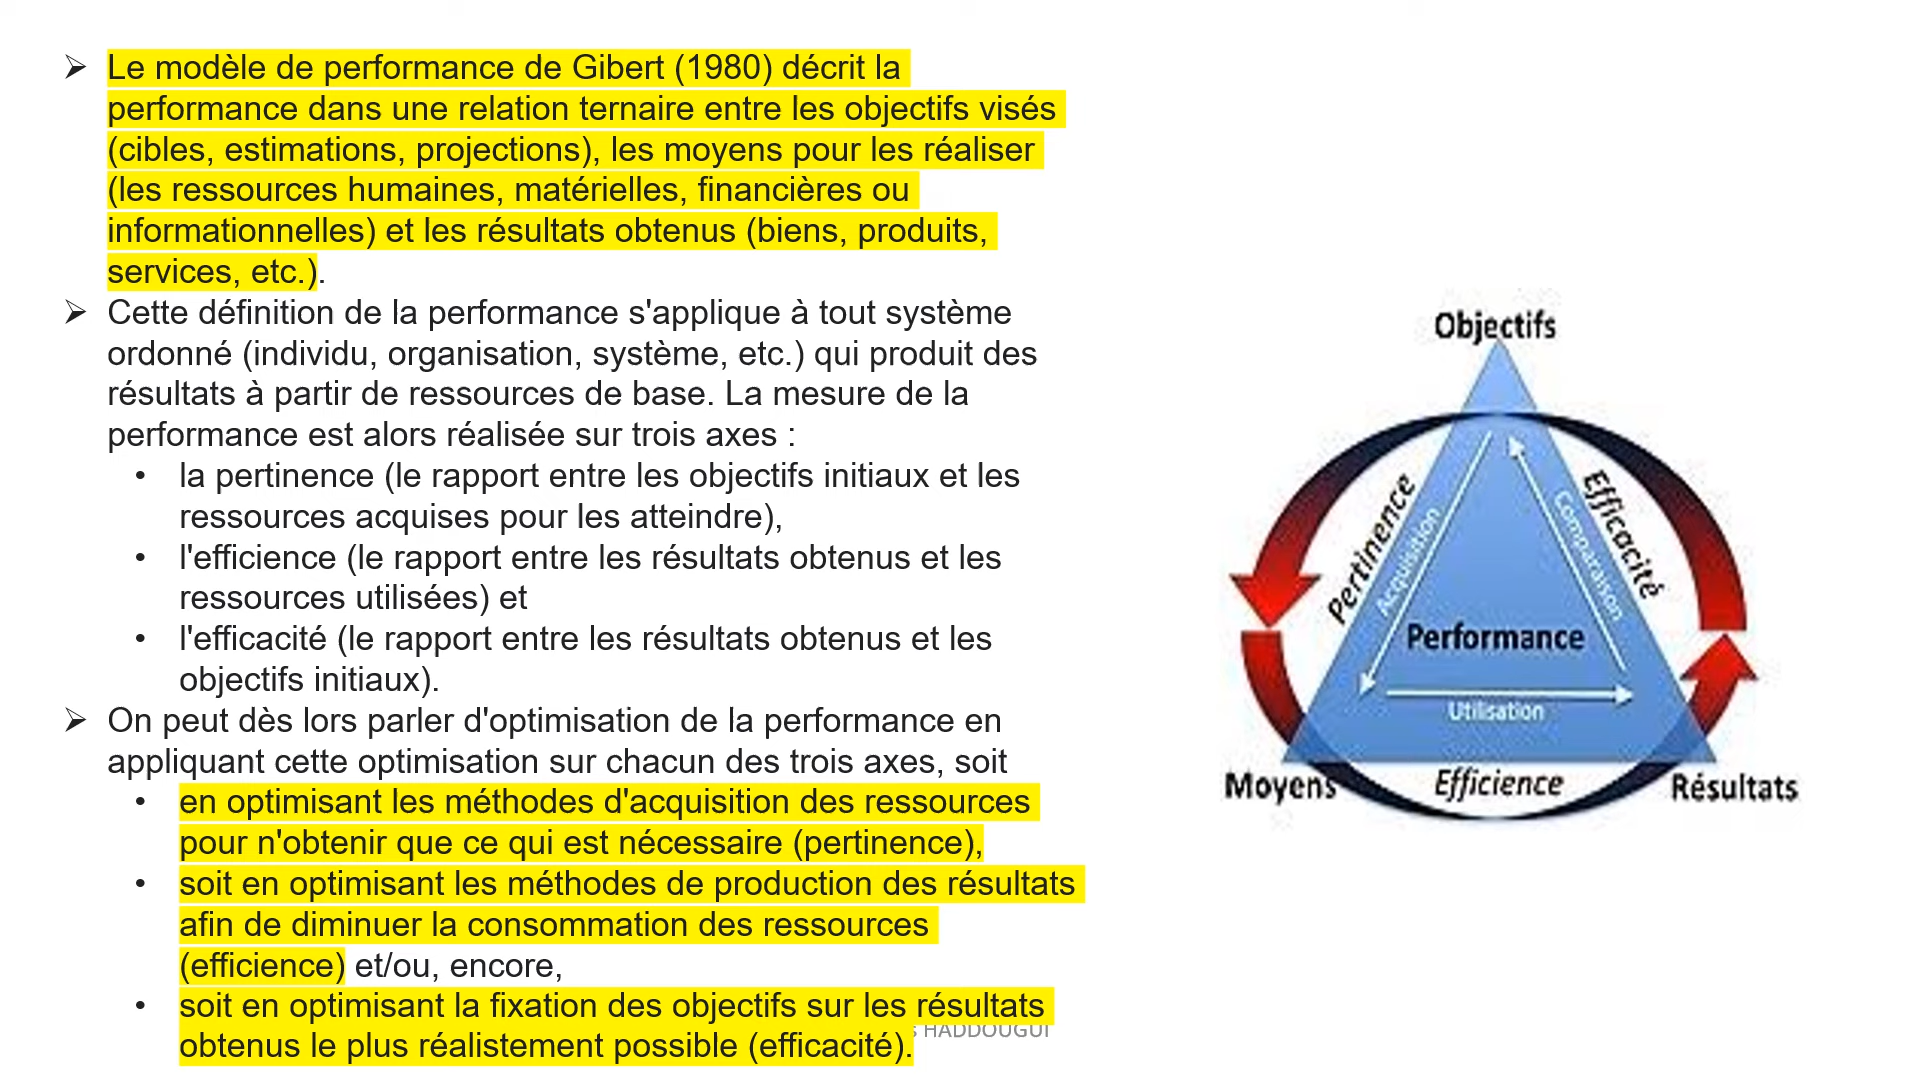 ➢ Le modèle de performance de Gibert (1980) décrit la
performance dans une relation ternaire entre les objectifs visés
(cibles, estimations, projections), les moyens pour les réaliser
(les ressources humaines, matérielles, financières ou
informationnelles) et les résultats obtenus (biens, produits,
services, etc.).
➢ Cette définition de la performance s'applique à tout système
ordonné (individu, organisation, système, etc.) qui produit des
résultats à partir de ressources de base. La mesure de la
performance est alors réalisée sur trois axes :
• la pertinence (le rapport entre les objectifs initiaux et les
ressources acquises pour les atteindre),
• l'efficience (le rapport entre les résultats obtenus et les
ressources utilisées) et
• l'efficacité (le rapport entre les résultats obtenus et les
objectifs initiaux).
➢ On peut dès lors parler d'optimisation de la performance en
appliquant cette optimisation sur chacun des trois axes, soit
• en optimisant les méthodes d'acquisition des ressources
pour n'obtenir que ce qui est nécessaire (pertinence),
• soit en optimisant les méthodes de production des résultats
afin de diminuer la consommation des ressources
(efficience) et/ou, encore,
• soit en optimisant la fixation des objectifs sur les résultats
obtenus le plus réalistement possible (efficacité).
HADDOUGUI
Objectifs
Pertinence
Acquisition
Efficacité
Comparaison
Performance
Utilisation
Moyens
Efficience
Résultats